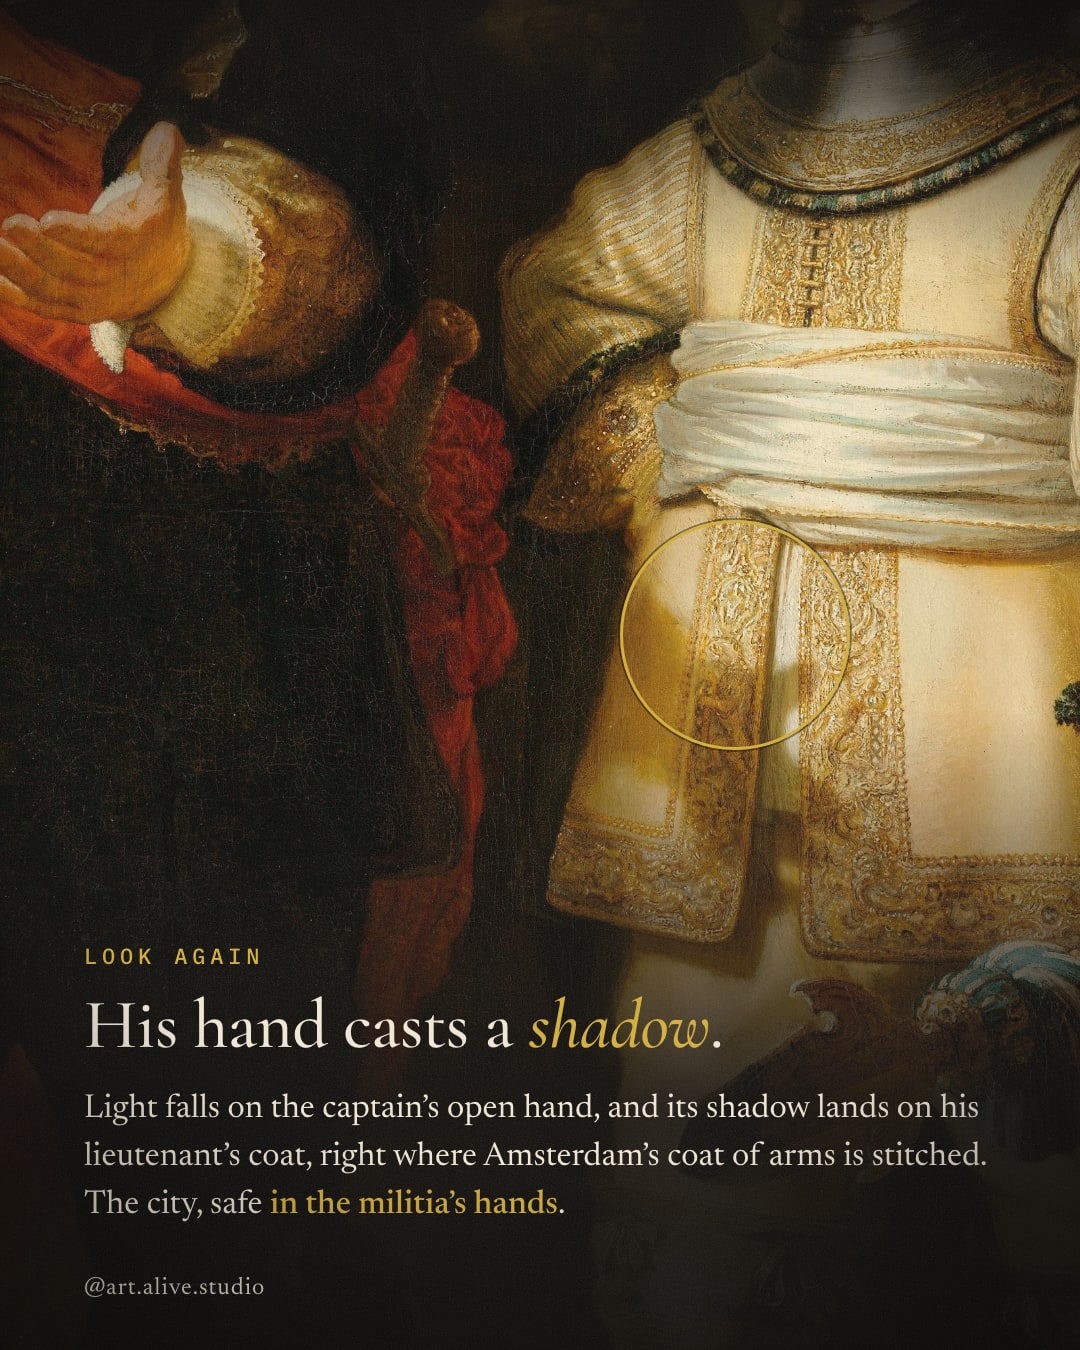 LOOK AGAIN
His hand casts a shadow.
Light falls on the captain’s open hand, and its shadow lands on his
lieutenant’s coat, right where Amsterdam’s coat of arms is stitched.
The city, safe in the militia’s hands.
@art.alive.studio